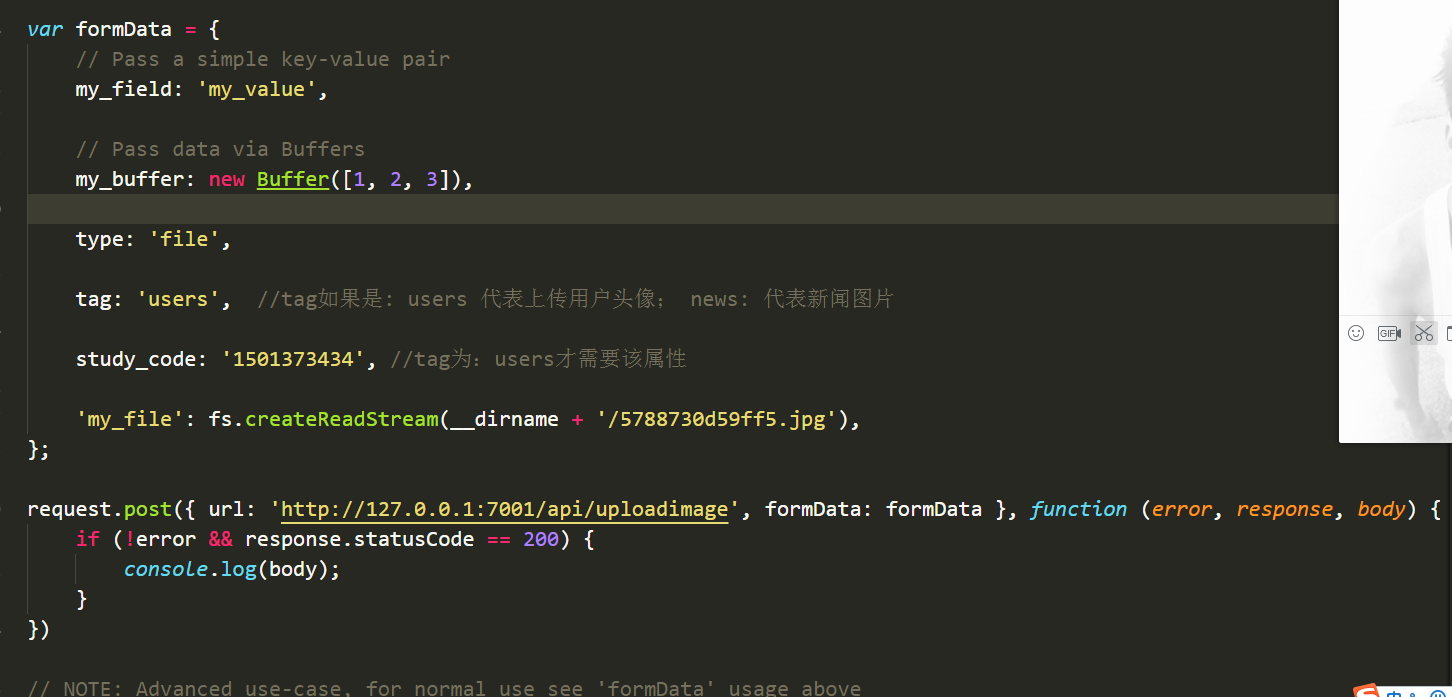 var formData = {
// Pass a simple key-value pair
my_field: 'my_value',
// Pass data via Buffers
my_buffer: new Buffer([1, 2, 3]),
type: 'file',
tag: 'users',  //tag如果是: users 代表上传用户头像； news: 代表新闻图片
study_code: '1501373434', //tag为: users才需要该属性
'my_file': fs.createReadStream(__dirname + '/5788730d59ff5.jpg'),
};
request.post({ url: 'http://127.0.0.1:7001/api/uploadimage', formData: formData }, function (error, response, body) {
if (!error && response.statusCode == 200) {
console.log(body);
}
})
// NOTE: Advanced use-case, for normal use see 'formData' usage above
GIF